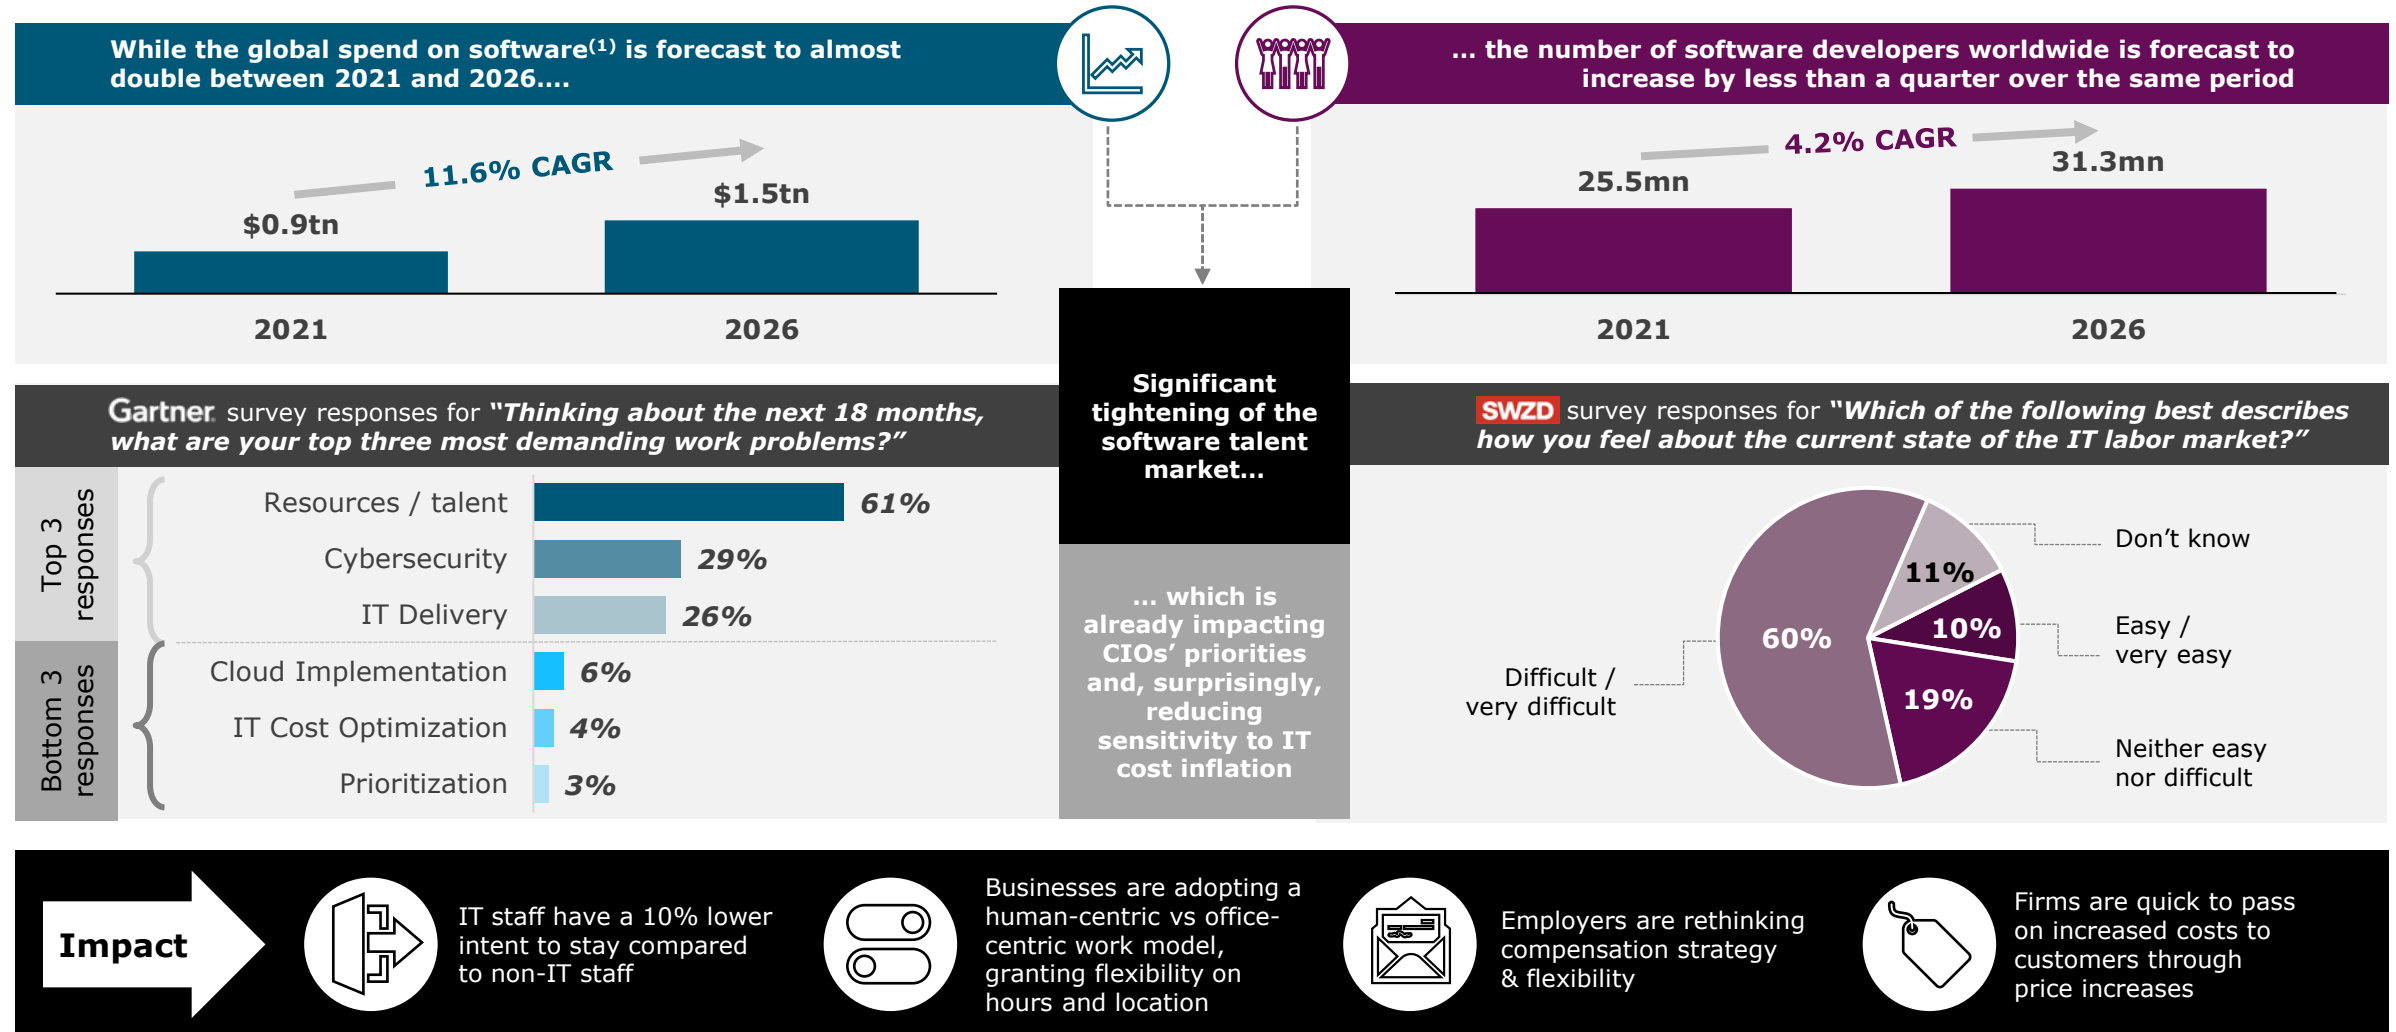 While the global spend on software(1) is forecast to almost
double between 2021 and 2026....
... the number of software developers worldwide is forecast to
increase by less than a quarter over the same period
11.6% CAGR
$0.9tn
$1.5tn
2021
2026
4.2% CAGR
25.5mn
31.3mn
2021
2026
Significant
tightening of the
software talent
market...
... which is
already impacting
CIOs’ priorities
and, surprisingly,
reducing
sensitivity to IT
cost inflation
Gartner survey responses for “Thinking about the next 18 months,
what are your top three most demanding work problems?”
Top 3
responses
Resources / talent 61%
Cybersecurity 29%
IT Delivery 26%
Bottom 3
responses
Cloud Implementation 6%
IT Cost Optimization 4%
Prioritization 3%
SWZD survey responses for “Which of the following best describes
how you feel about the current state of the IT labor market?”
Don’t know
11%
Easy /
very easy
10%
60%
Difficult /
very difficult
19%
Neither easy
nor difficult
Impact
IT staff have a 10% lower
intent to stay compared
to non-IT staff
Businesses are adopting a
human-centric vs office-
centric work model,
granting flexibility on
hours and location
Employers are rethinking
compensation strategy
& flexibility
Firms are quick to pass
on increased costs to
customers through
price increases